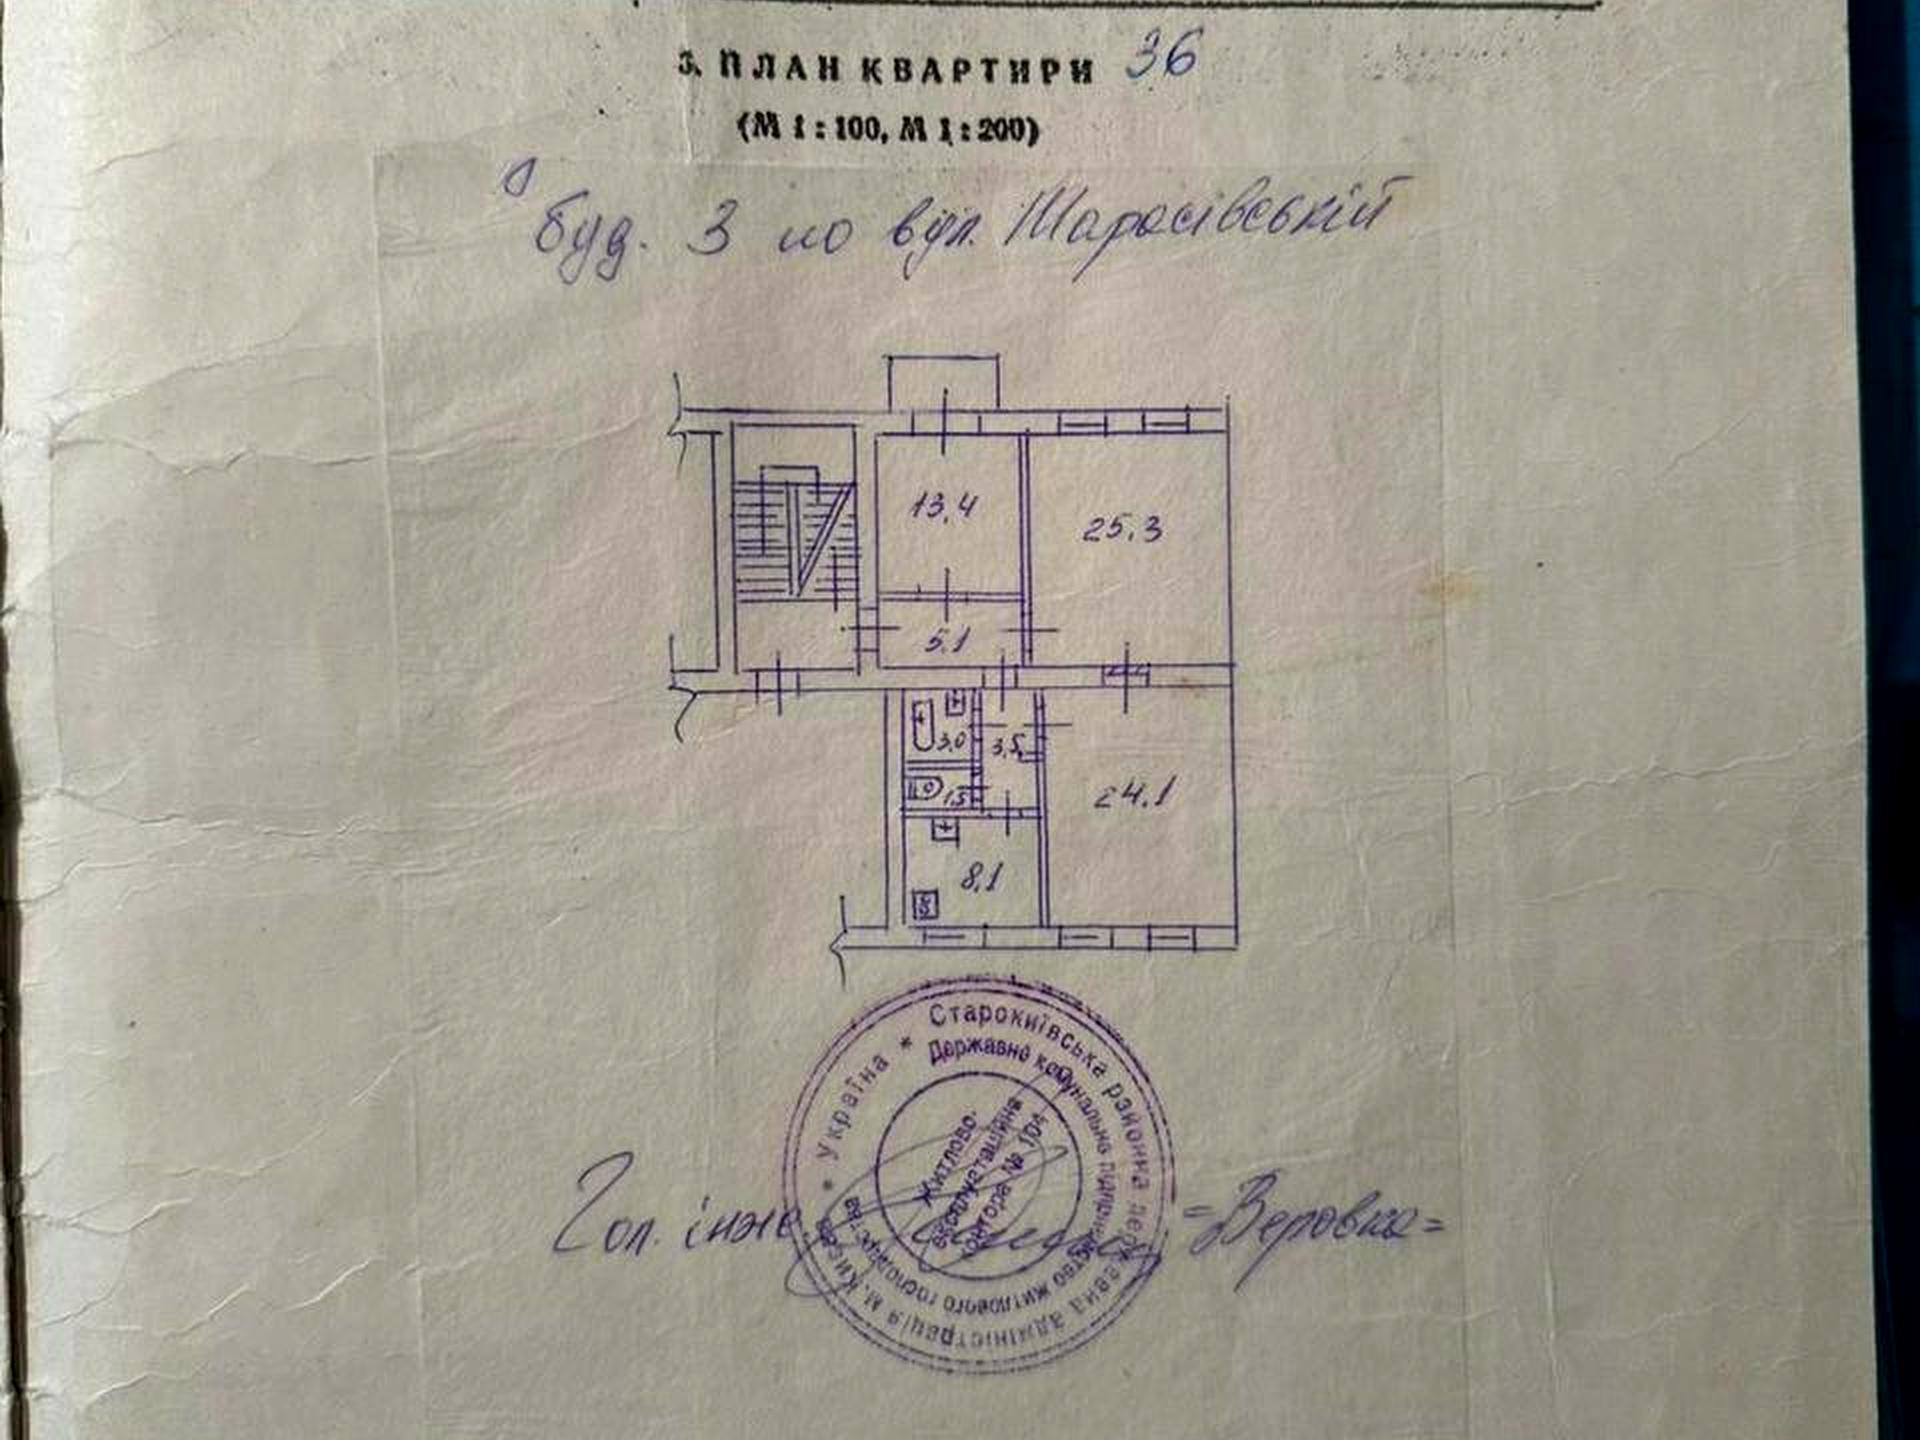 3. ПЛАН КВАРТИРИ 36
(М 1 : 100, М 1 : 200)
буд. 3 по вул. Тарасівській
13,4
25,3
5,1
3,0
3,5
1,5
24,1
8,1
* Україна * Старокиївська районна державна адміністрація м. Києва
Державне комунальне підприємство житлового господарства
Житлово-
експлуатаційна
контора № 104
Гол. інж. =Веровка=